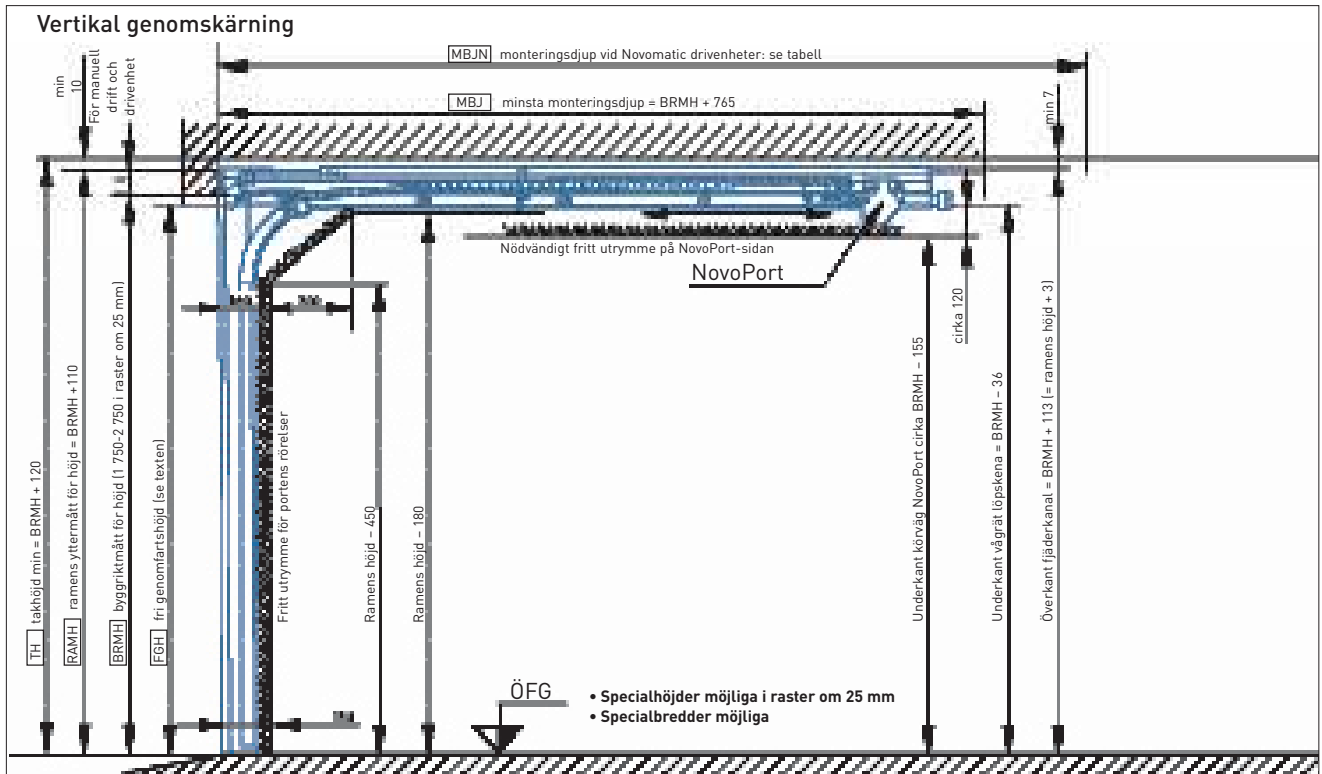 Vertikal genomskärning
MBJN monteringsdjup vid Novomatic drivenheter: se tabell
MBJ minsta monteringsdjup = BRMH + 765
min
10
För manuell
drift och
drivenhet
min 7
Nödvändigt fritt utrymme på NovoPort-sidan
NovoPort
cirka 120
TH takhöjd min = BRMH + 120
RAMH ramens yttermått för höjd = BRMH +110
BRMH byggriktmått för höjd (1 750-2 750 i raster om 25 mm)
FGH fri genomfartshöjd (se texten)
Fritt utrymme för portens rörelser
Ramens höjd – 450
Ramens höjd – 180
Underkant körväg NovoPort cirka BRMH – 155
Underkant vågrät löpskena = BRMH – 36
Överkant fjäderkanal = BRMH + 113 (= ramens höjd + 3)
ÖFG
• Specialhöjder möjliga i raster om 25 mm
• Specialbredder möjliga